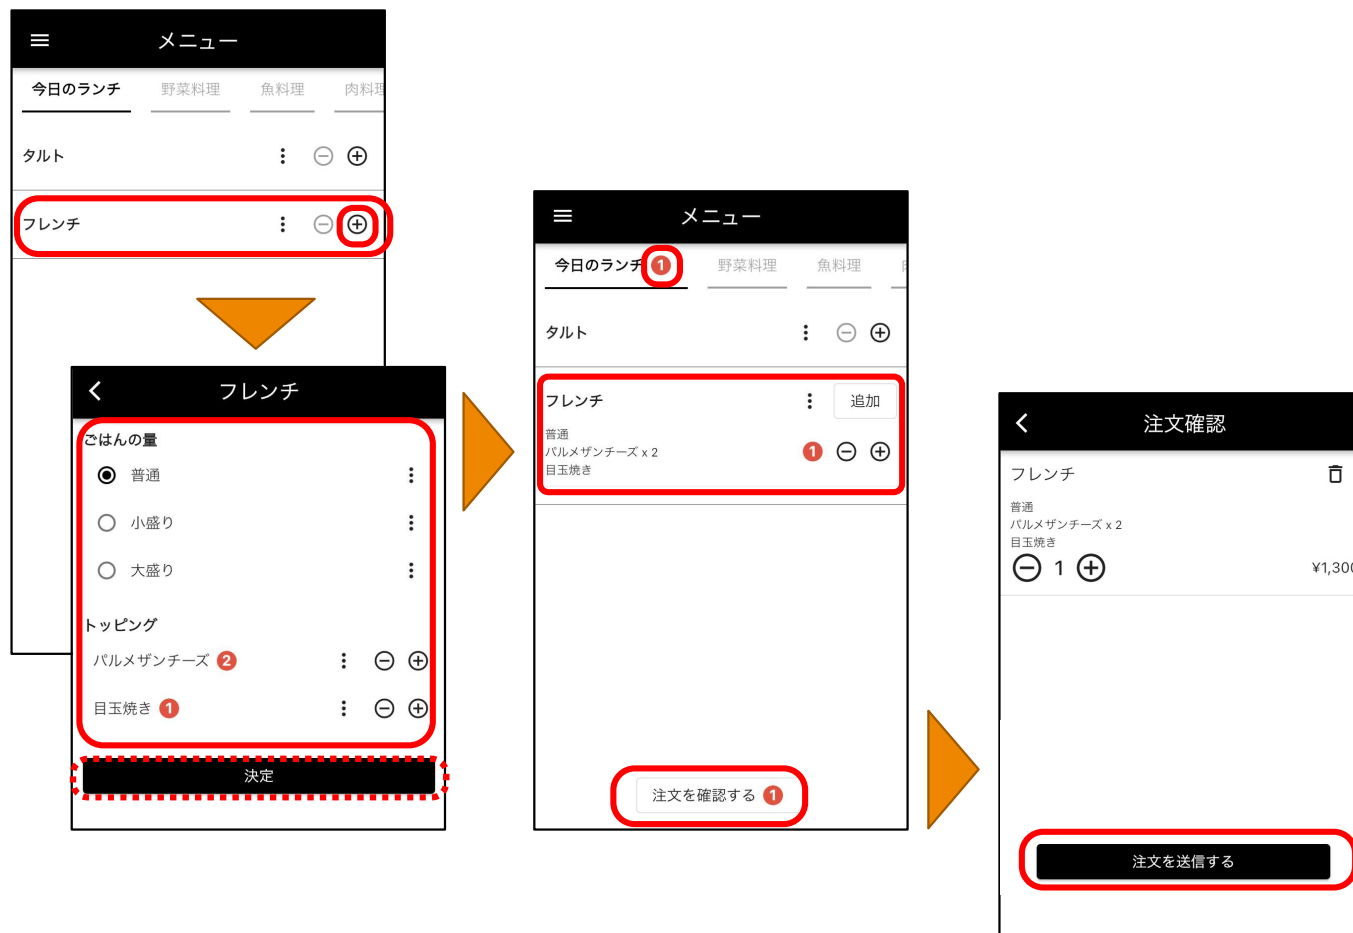 メニュー
今日のランチ 野菜料理 魚料理 肉料理
タルト
フレンチ
フレンチ
ごはんの量
普通
小盛り
大盛り
トッピング
パルメザンチーズ 2
目玉焼き 1
決定
メニュー
今日のランチ 1 野菜料理 魚料理
タルト
フレンチ 追加
普通
パルメザンチーズ x 2
目玉焼き
1
注文を確認する 1
注文確認
フレンチ
普通
パルメザンチーズ x 2
目玉焼き
1 ¥1,300
注文を送信する